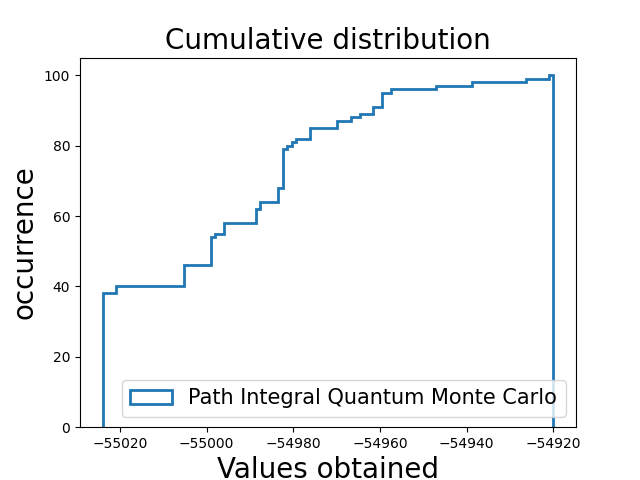 Cumulative distribution
100
80
60
40
20
0
occurrence
Path Integral Quantum Monte Carlo
−55020 −55000 −54980 −54960 −54940 −54920
Values obtained